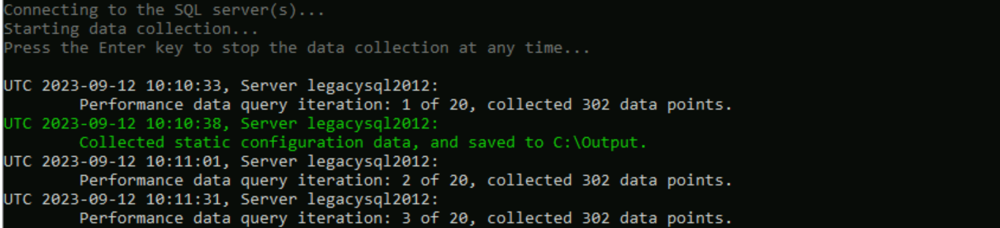 Connecting to the SQL server(s)...
Starting data collection...
Press the Enter key to stop the data collection at any time...
UTC 2023-09-12 10:10:33, Server legacysql2012:
Performance data query iteration: 1 of 20, collected 302 data points.
UTC 2023-09-12 10:10:38, Server legacysql2012:
Collected static configuration data, and saved to C:\Output.
UTC 2023-09-12 10:11:01, Server legacysql2012:
Performance data query iteration: 2 of 20, collected 302 data points.
UTC 2023-09-12 10:11:31, Server legacysql2012:
Performance data query iteration: 3 of 20, collected 302 data points.